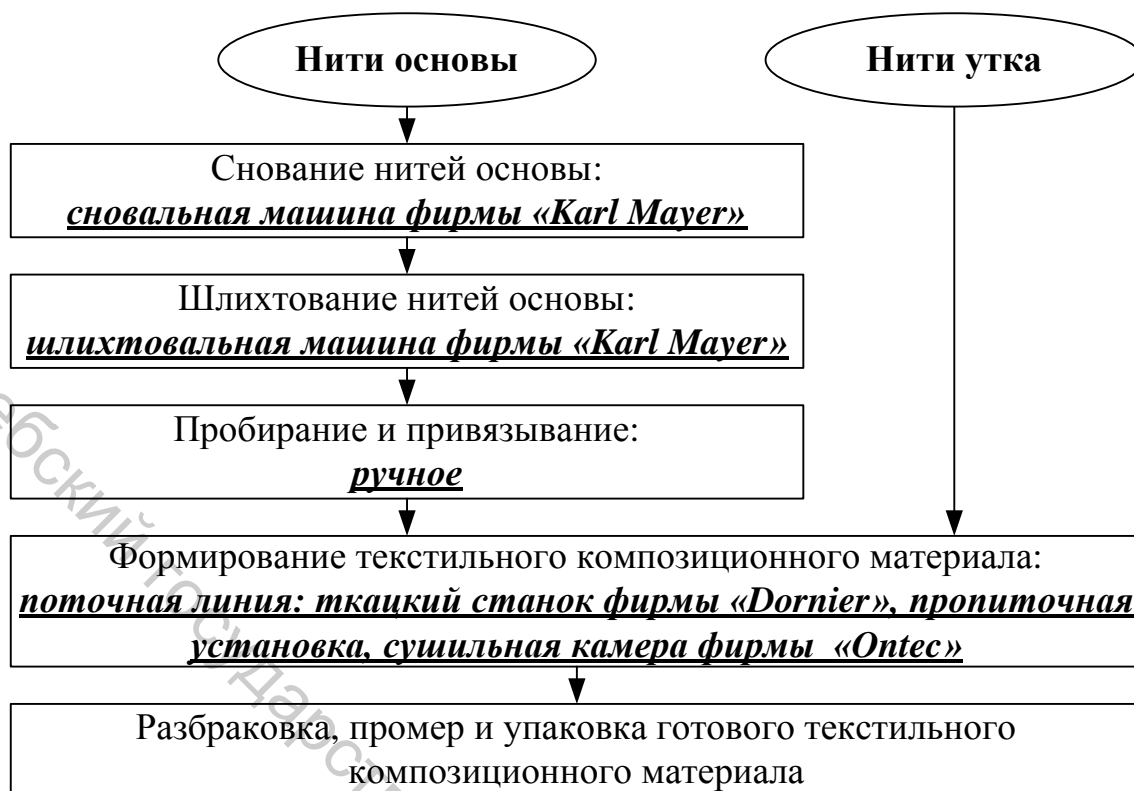 Нити основы
Нити утка
Снование нитей основы:
сновальная машина фирмы «Karl Mayer»
Шлихтование нитей основы:
шлихтовальная машина фирмы «Karl Mayer»
Пробирание и привязывание:
ручное
Формирование текстильного композиционного материала:
поточная линия: ткацкий станок фирмы «Dornier», пропиточная
установка, сушильная камера фирмы «Ontec»
Разбраковка, промер и упаковка готового текстильного
композиционного материала